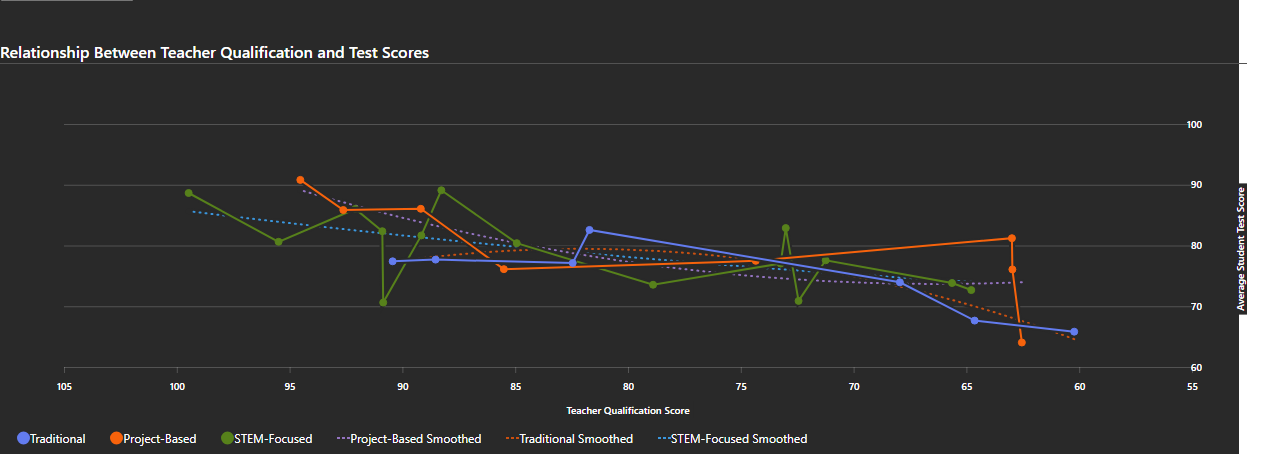 Relationship Between Teacher Qualification and Test Scores
100
90
80
70
60
Average Student Test Score
105 100 95 90 85 80 75 70 65 60 55
Teacher Qualification Score
Traditional Project-Based STEM-Focused Project-Based Smoothed Traditional Smoothed STEM-Focused Smoothed